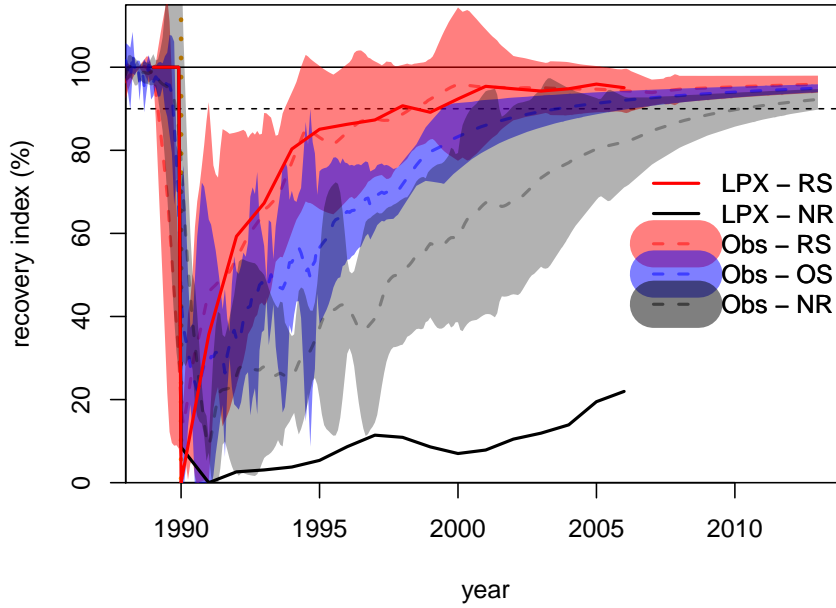 recovery index (%)
100
80
60
40
20
0
LPX – RS
LPX – NR
Obs – RS
Obs – OS
Obs – NR
1990 1995 2000 2005 2010
year